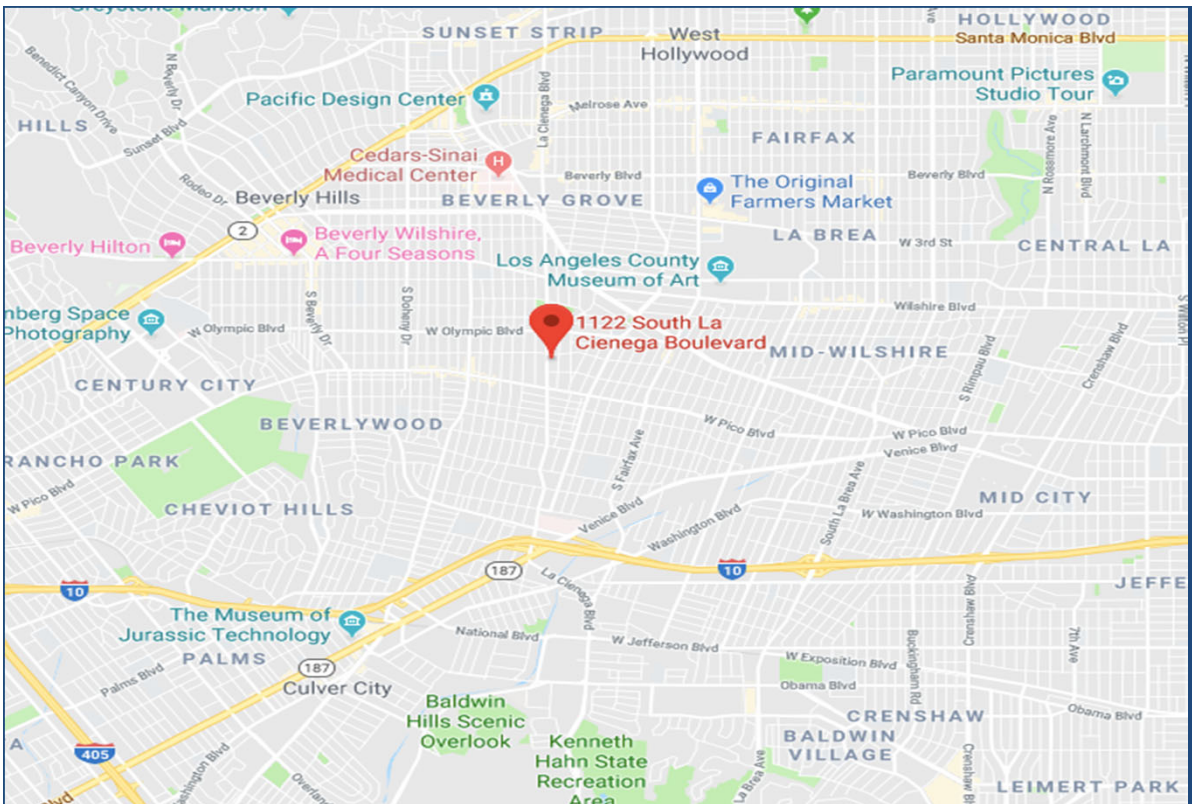 Greystone Mansion
SUNSET STRIP
West
Hollywood
HOLLYWOOD
Santa Monica Blvd
Ave
N Beverly Dr
Benedict Canyon Drive
Pacific Design Center
La Cienega Blvd
Melrose Ave
Paramount Pictures
Studio Tour
HILLS
Sunset Blvd
FAIRFAX
N Rossmore Ave
N Larchmont Blvd
Cedars-Sinai
Medical Center
H
Beverly Blvd
Beverly Blvd
Rodeo Dr
Beverly Hills
BEVERLY GROVE
The Original
Farmers Market
2
Beverly Hilton
Beverly Wilshire,
A Four Seasons
LA BREA
W 3rd St
CENTRAL LA
Los Angeles County
Museum of Art
nberg Space
Photography
S Beverly Dr
S Doheny Dr
Wilshire Blvd
S Wilton Pl
W Olympic Blvd
W Olympic Blvd
1122 South La
Cienega Boulevard
MID-WILSHIRE
S Rimpau Blvd
Crenshaw Blvd
CENTURY CITY
BEVERLYWOOD
W Pico Blvd
W Pico Blvd
Venice Blvd
RANCHO PARK
S Fairfax Ave
South La Brea Ave
W Pico Blvd
CHEVIOT HILLS
MID CITY
Venice Blvd
Washington Blvd
W Washington Blvd
187
10
10
La Cienega Blvd
JEFFE
Crenshaw Blvd
The Museum of
Jurassic Technology
National Blvd
W Jefferson Blvd
Buckingham Rd
7th Ave
PALMS
187
W Exposition Blvd
Palms Blvd
Culver City
Obama Blvd
Baldwin
Hills Scenic
Overlook
CRENSHAW
Obama Blvd
A
405
Kenneth
Hahn State
Recreation
Area
BALDWIN
VILLAGE
Crenshaw Bl
ashington Blvd
Overlan
La Brea Ave
LEIMERT PARK
lvd